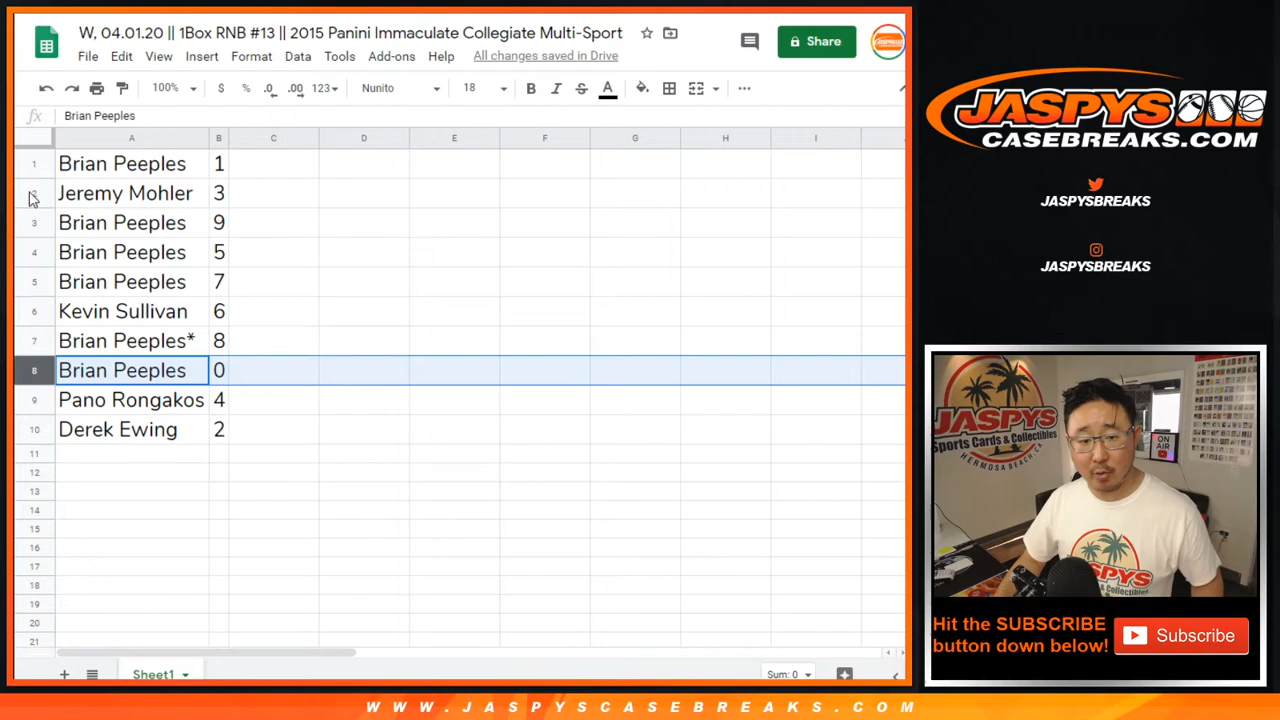 W, 04.01.20 || 1Box RNB #13 || 2015 Panini Immaculate Collegiate Multi-Sport
File Edit View Insert Format Data Tools Add-ons Help All changes saved in Drive
Share
100% $ % .0 .00 123 Nunito 18 B I S A
fx Brian Peeples
A B C D E F G H I
1 Brian Peeples 1
2 Jeremy Mohler 3
3 Brian Peeples 9
4 Brian Peeples 5
5 Brian Peeples 7
6 Kevin Sullivan 6
7 Brian Peeples* 8
8 Brian Peeples 0
9 Pano Rongakos 4
10 Derek Ewing 2
11
12
13
14
15
16
17
18
19
20
21
Sheet1
Sum: 0
JASPYS
CASEBREAKS.COM
JASPYSBREAKS
JASPYSBREAKS
JASPYS
Sports Cards & Collectibles
HERMOSA BEACH, CA
ON AIR
JASPYS
Hit the SUBSCRIBE
button down below!
Subscribe
WWW.JASPYSCASEBREAKS.COM